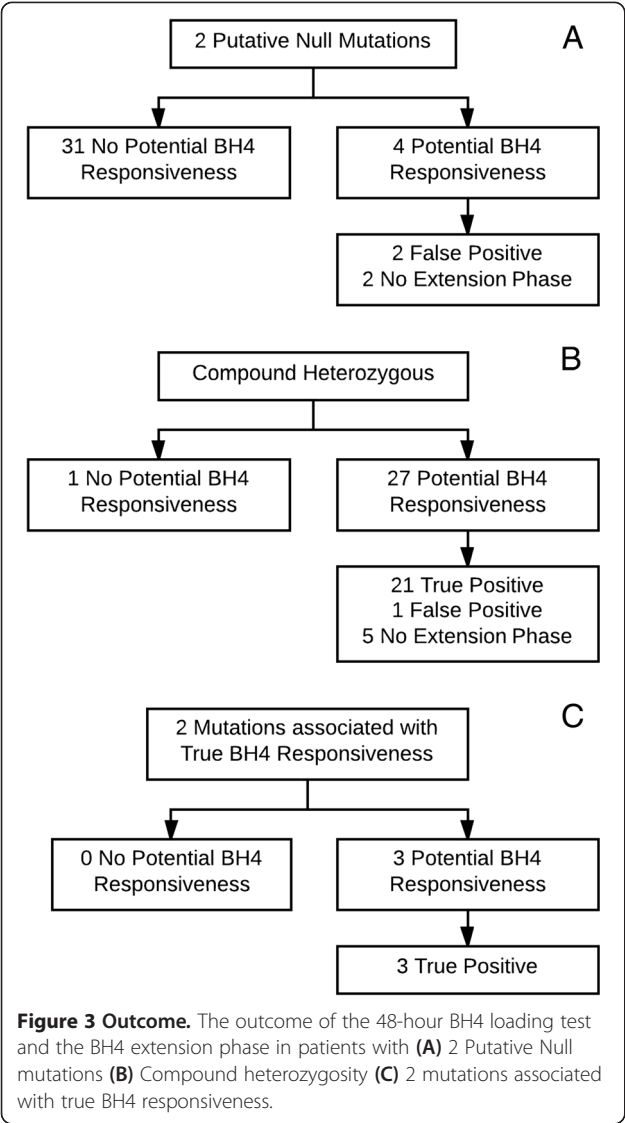 A
2 Putative Null Mutations
31 No Potential BH4
Responsiveness
4 Potential BH4
Responsiveness
2 False Positive
2 No Extension Phase
B
Compound Heterozygous
1 No Potential BH4
Responsiveness
27 Potential BH4
Responsiveness
21 True Positive
1 False Positive
5 No Extension Phase
C
2 Mutations associated with
True BH4 Responsiveness
0 No Potential BH4
Responsiveness
3 Potential BH4
Responsiveness
3 True Positive
Figure 3 Outcome. The outcome of the 48-hour BH4 loading test
and the BH4 extension phase in patients with (A) 2 Putative Null
mutations (B) Compound heterozygosity (C) 2 mutations associated
with true BH4 responsiveness.